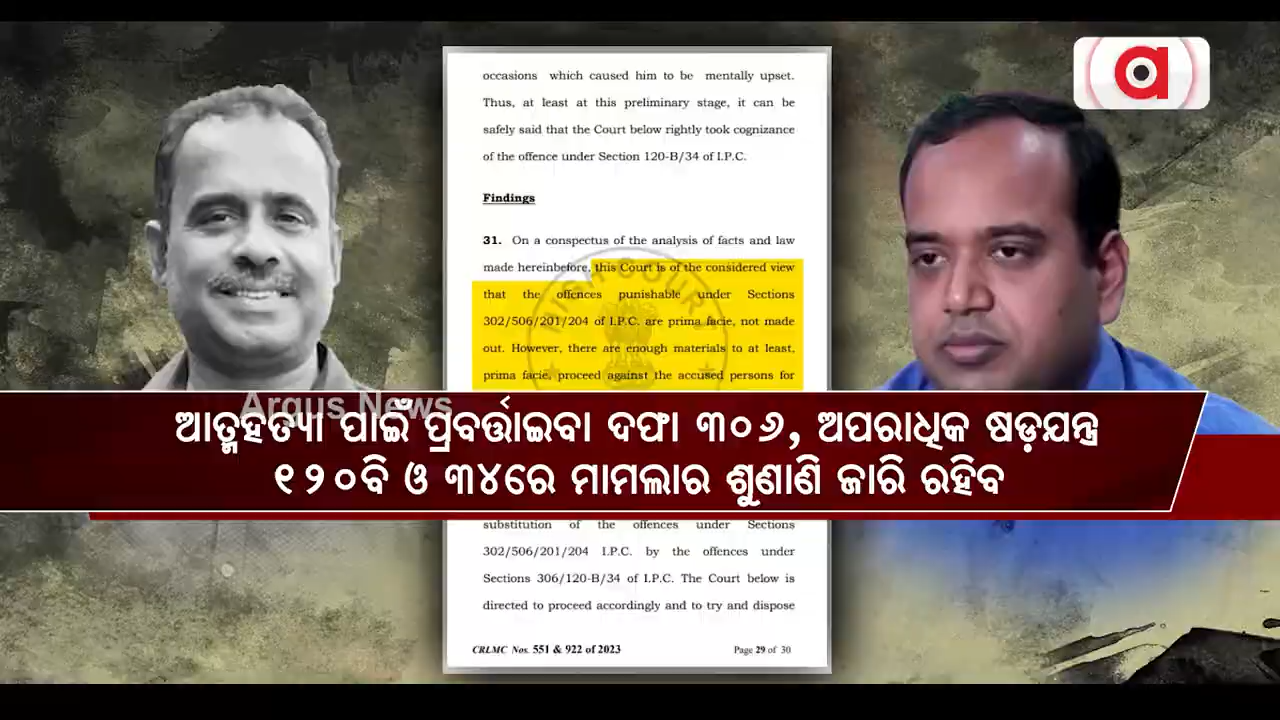 occasions which caused him to be mentally upset.
Thus, at least at this preliminary stage, it can be
safely said that the Court below rightly took cognizance
of the offence under Section 120-B/34 of I.P.C.
Findings
31. On a conspectus of the analysis of facts and law
made hereinbefore, this Court is of the considered view
that the offences punishable under Sections
302/506/201/204 of I.P.C. are prima facie, not made
out. However, there are enough materials to at least,
prima facie, proceed against the accused persons for
Argus News
ଆତ୍ମହତ୍ୟା ପାଇଁ ପ୍ରବର୍ତ୍ତାଇବା ଦଫା ୩୦୬, ଅପରାଧିକ ଷଡ଼ଯନ୍ତ୍ର
୧୨୦ବି ଓ ୩୪ରେ ମାମଲାର ଶୁଣାଣି ଜାରି ରହିବ
substitution of the offences under Sections
302/506/201/204 I.P.C. by the offences under
Sections 306/120-B/34 of I.P.C. The Court below is
directed to proceed accordingly and to try and dispose
CRLMC Nos. 551 & 922 of 2023 Page 29 of 30